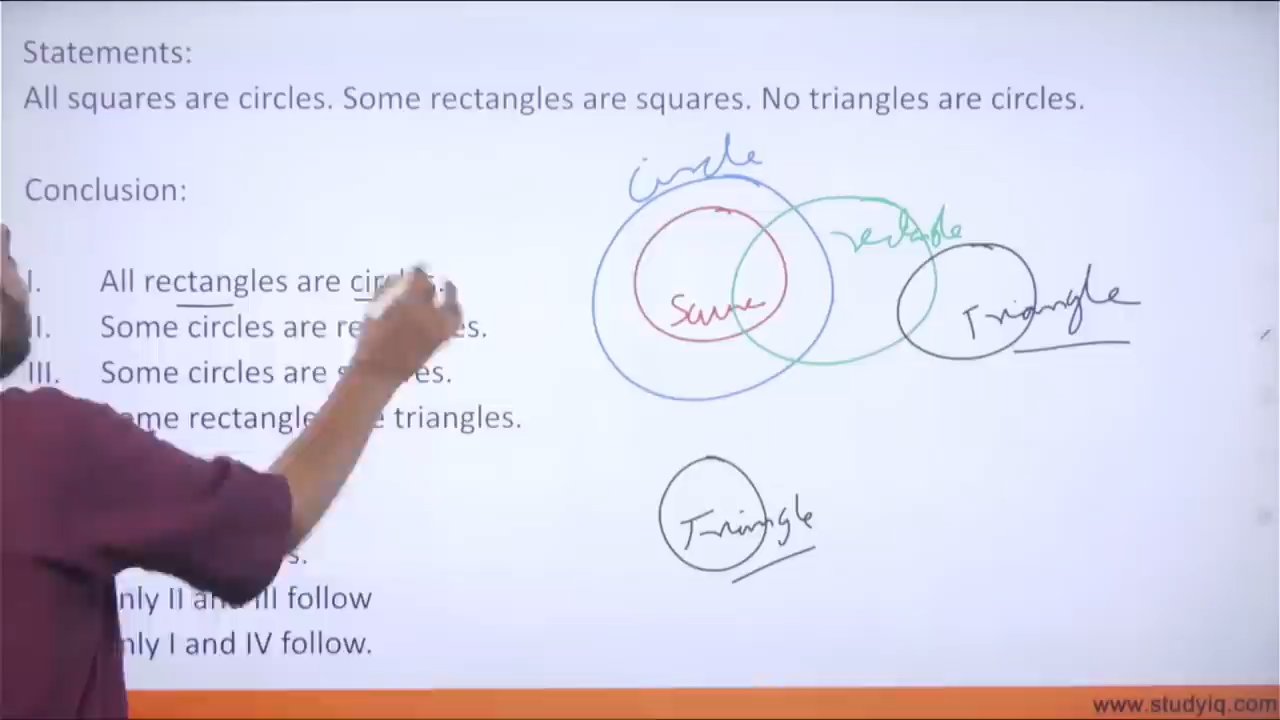 Statements:
All squares are circles. Some rectangles are squares. No triangles are circles.
Conclusion:
I. All rectangles are
II. Some circles are
III. Some circles are
triangles.
II and III follow
I and IV follow.
circle
rectangle
Square
Triangle
Triangle
www.studyiq.com